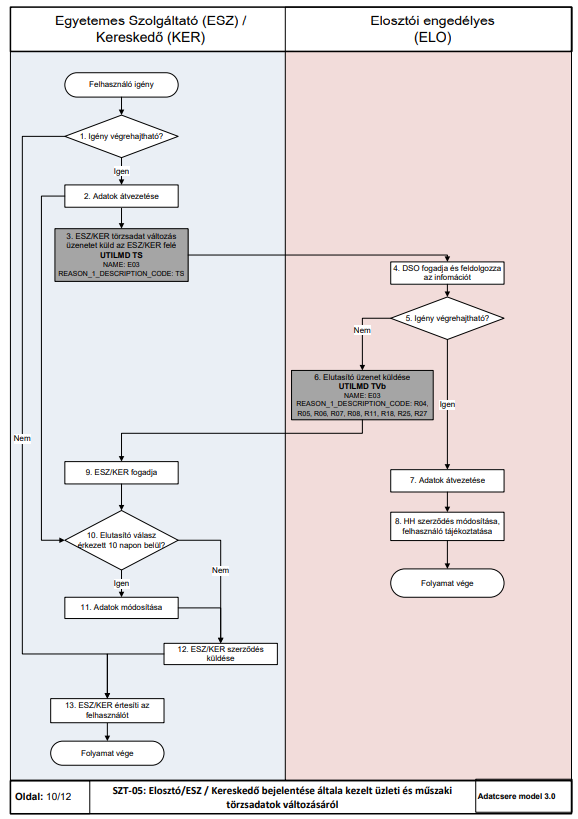 Egyetemes Szolgáltató (ESZ) /
Kereskedő (KER)
Elosztói engedélyes
(ELO)
Felhasználó igény
1. Igény végrehajtható?
Igen
2. Adatok átvezetése
3. ESZ/KER törzsadat változás
üzenetet küld az ESZ/KER felé
UTILMD TS
NAME: E03
REASON_1_DESCRIPTION_CODE: TS
4. DSO fogadja és feldolgozza
az infomációt
5. Igény végrehajtható?
Nem
6. Elutasító üzenet küldése
UTILMD TVb
NAME: E03
REASON_1_DESCRIPTION_CODE: R04,
R05, R06, R07, R08, R11, R18, R25, R27
Igen
Nem
9. ESZ/KER fogadja
7. Adatok átvezetése
10. Elutasító válasz
érkezett 10 napon belül?
8. HH szerződés módosítása,
felhasználó tájékoztatása
Nem
Igen
Folyamat vége
11. Adatok módosítása
12. ESZ/KER szerződés
küldése
13. ESZ/KER értesíti az
felhasználót
Folyamat vége
Oldal: 10/12
SZT-05: Elosztó/ESZ / Kereskedő bejelentése általa kezelt üzleti és műszaki
törzsadatok változásáról
Adatcsere model 3.0